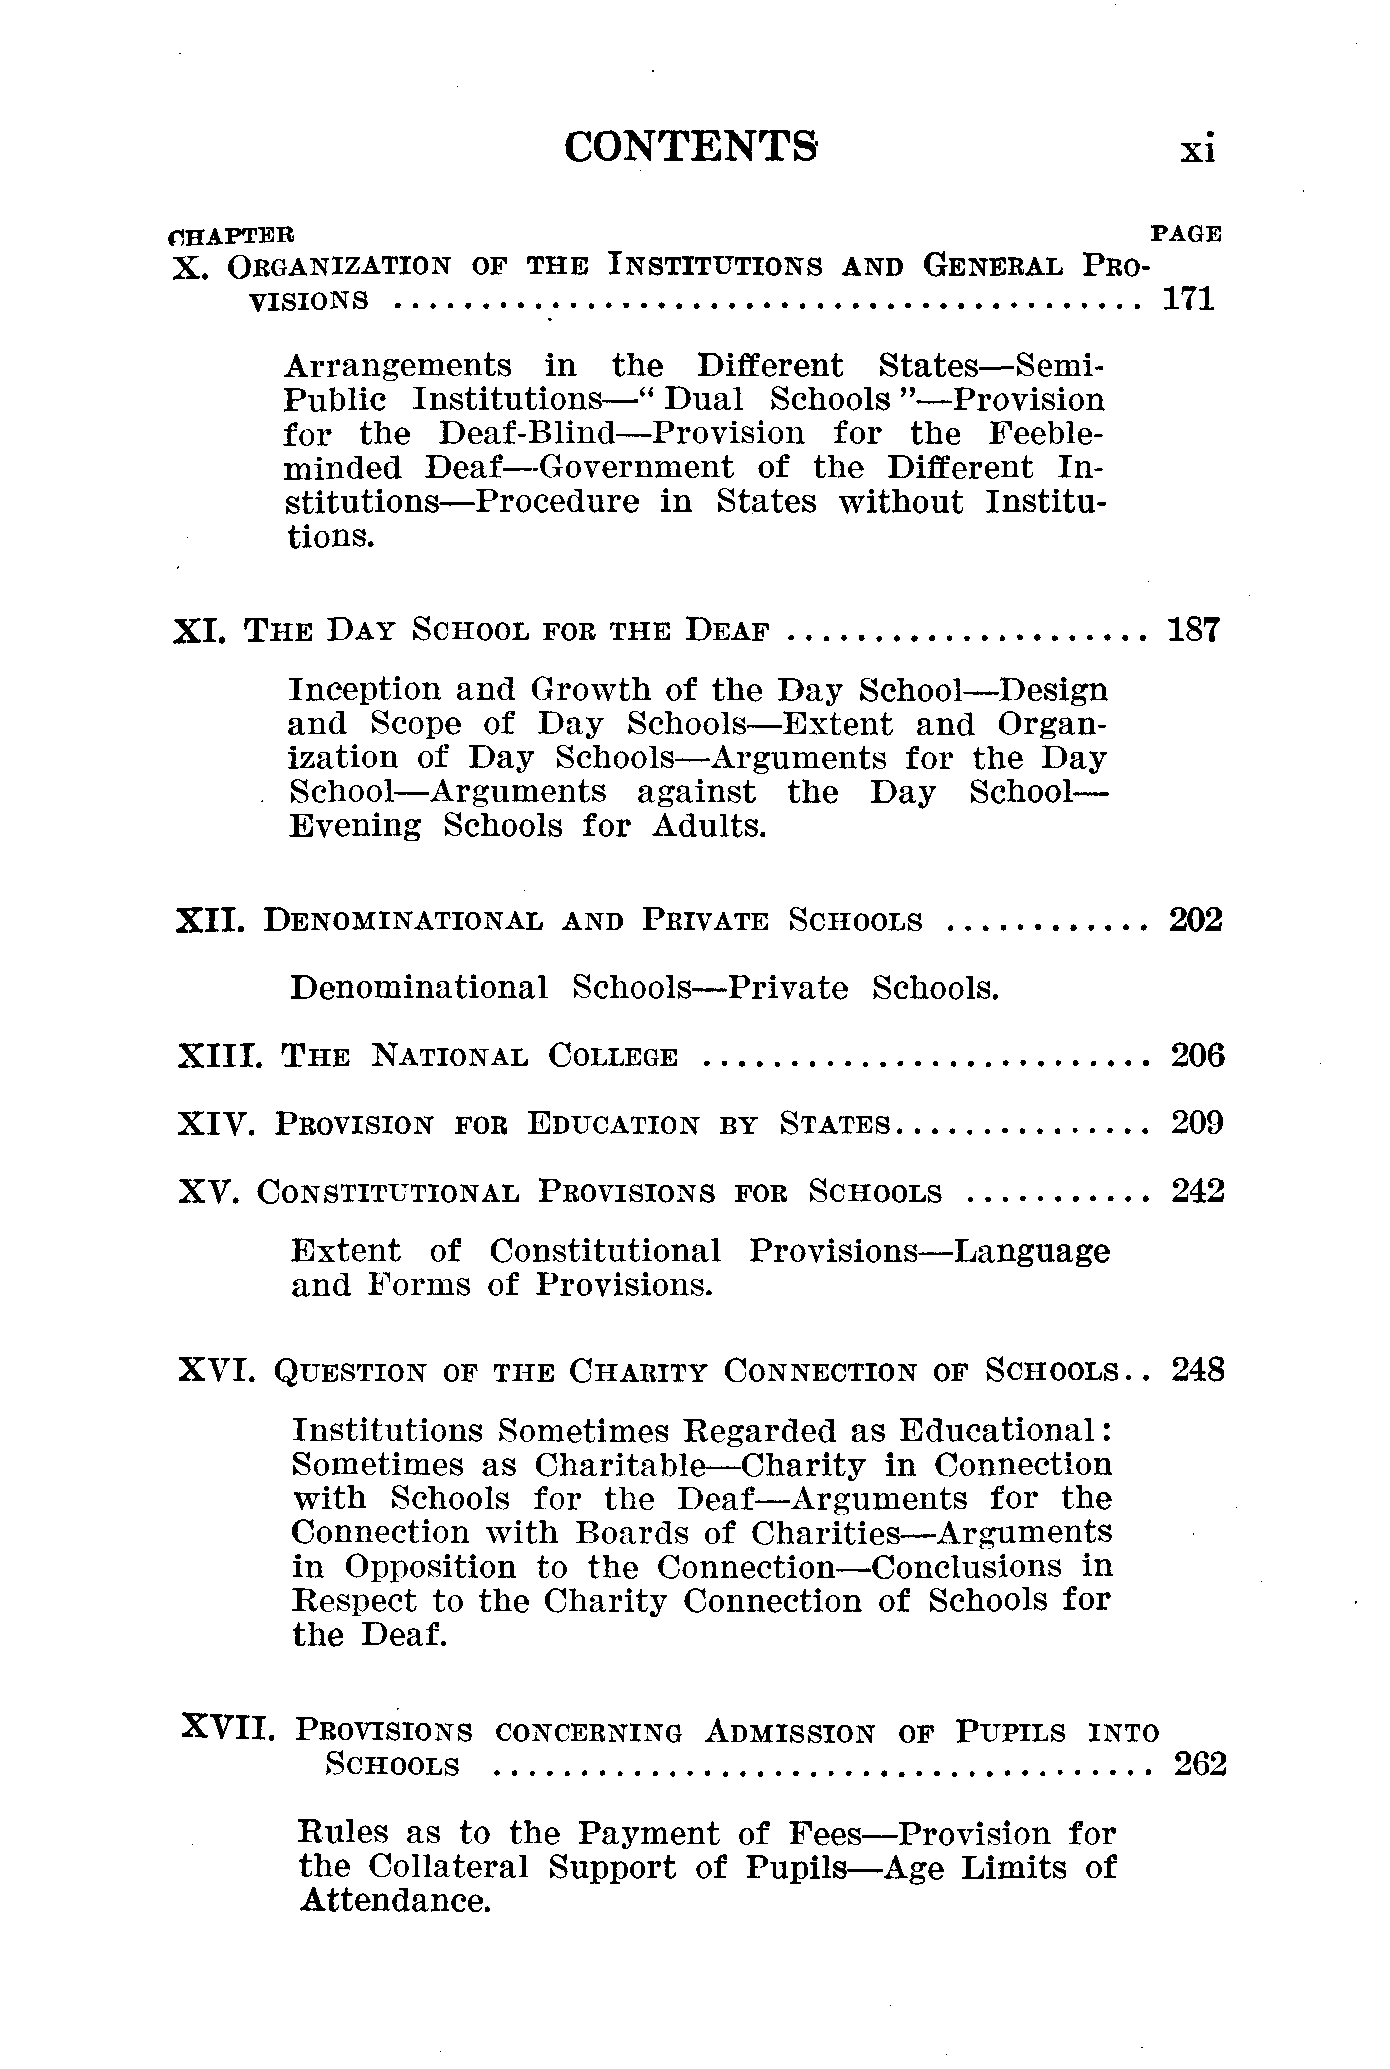 CONTENTS xi
CHAPTER PAGE
X. ORGANIZATION OF THE INSTITUTIONS AND GENERAL PRO-
VISIONS ........................................... 171
Arrangements in the Different States—Semi-
Public Institutions—“Dual Schools”—Provision
for the Deaf-Blind—Provision for the Feeble-
minded Deaf—Government of the Different In-
stitutions—Procedure in States without Institu-
tions.
XI. THE DAY SCHOOL FOR THE DEAF ..................... 187
Inception and Growth of the Day School—Design
and Scope of Day Schools—Extent and Organ-
ization of Day Schools—Arguments for the Day
School—Arguments against the Day School—
Evening Schools for Adults.
XII. DENOMINATIONAL AND PRIVATE SCHOOLS ............ 202
Denominational Schools—Private Schools.
XIII. THE NATIONAL COLLEGE .......................... 206
XIV. PROVISION FOR EDUCATION BY STATES............... 209
XV. CONSTITUTIONAL PROVISIONS FOR SCHOOLS ........... 242
Extent of Constitutional Provisions—Language
and Forms of Provisions.
XVI. QUESTION OF THE CHARITY CONNECTION OF SCHOOLS.. 248
Institutions Sometimes Regarded as Educational:
Sometimes as Charitable—Charity in Connection
with Schools for the Deaf—Arguments for the
Connection with Boards of Charities—Arguments
in Opposition to the Connection—Conclusions in
Respect to the Charity Connection of Schools for
the Deaf.
XVII. PROVISIONS CONCERNING ADMISSION OF PUPILS INTO
SCHOOLS ...................................... 262
Rules as to the Payment of Fees—Provision for
the Collateral Support of Pupils—Age Limits of
Attendance.